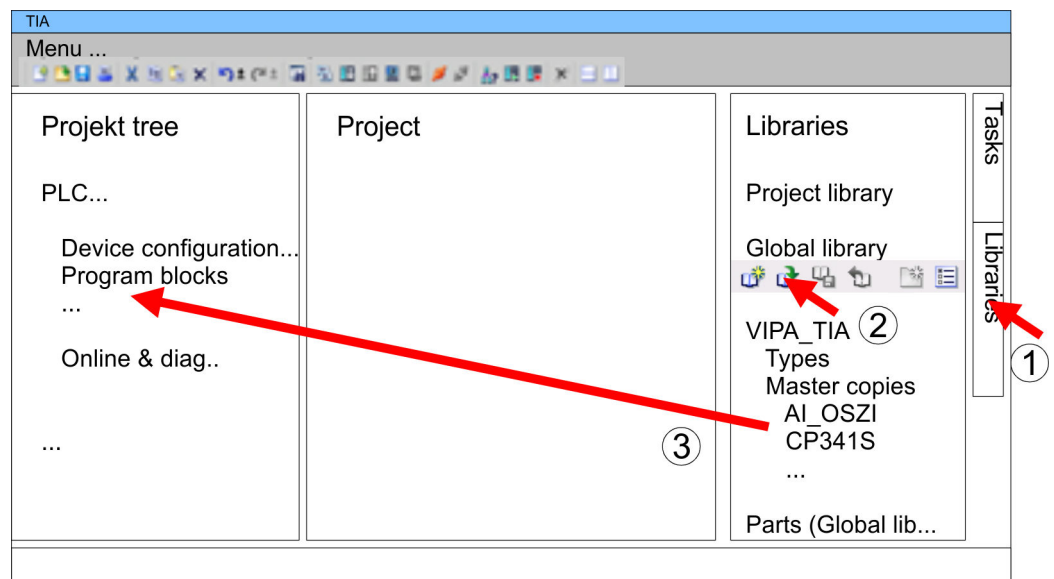 TIA
Menu ...
Projekt tree
PLC...
Device configuration...
Program blocks
...
Online & diag..
...
Project
③
Libraries
Project library
Global library
②
VIPA_TIA
Types
Master copies
AI_OSZI
CP341S
...
Parts (Global lib...
Tasks
Libraries
①